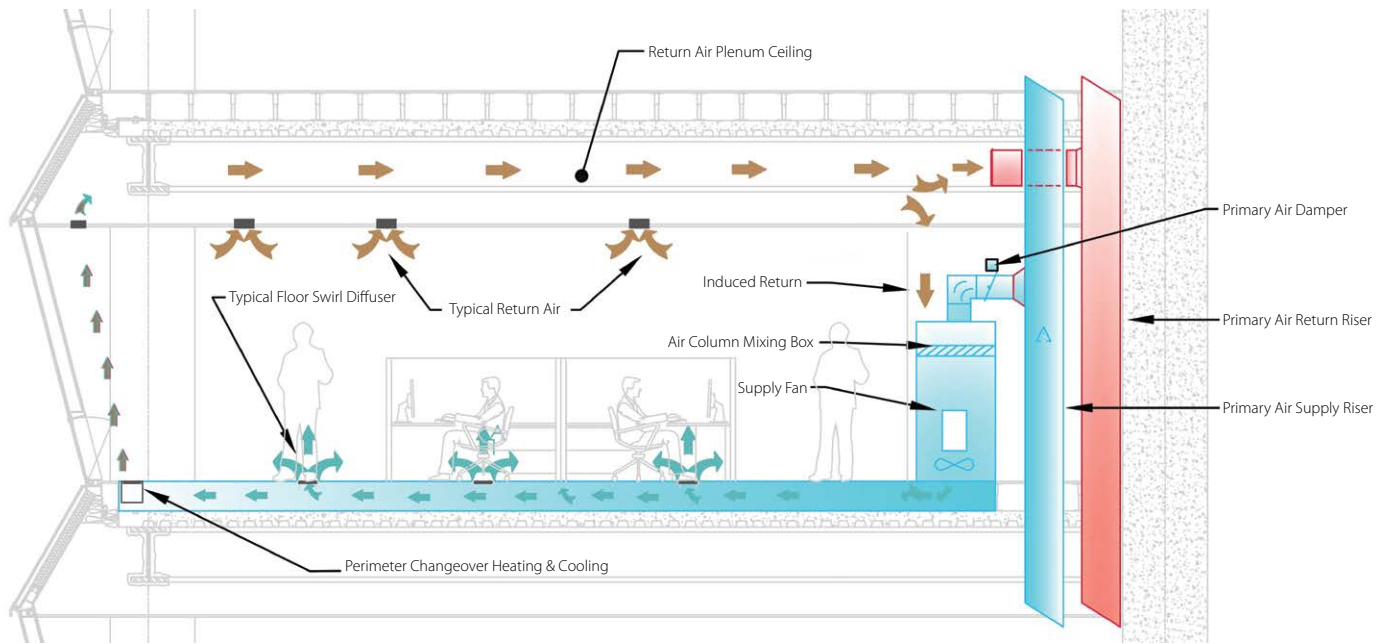 Return Air Plenum Ceiling
Primary Air Damper
Induced Return
Typical Floor Swirl Diffuser
Typical Return Air
Primary Air Return Riser
Air Column Mixing Box
Supply Fan
Primary Air Supply Riser
Perimeter Changeover Heating & Cooling